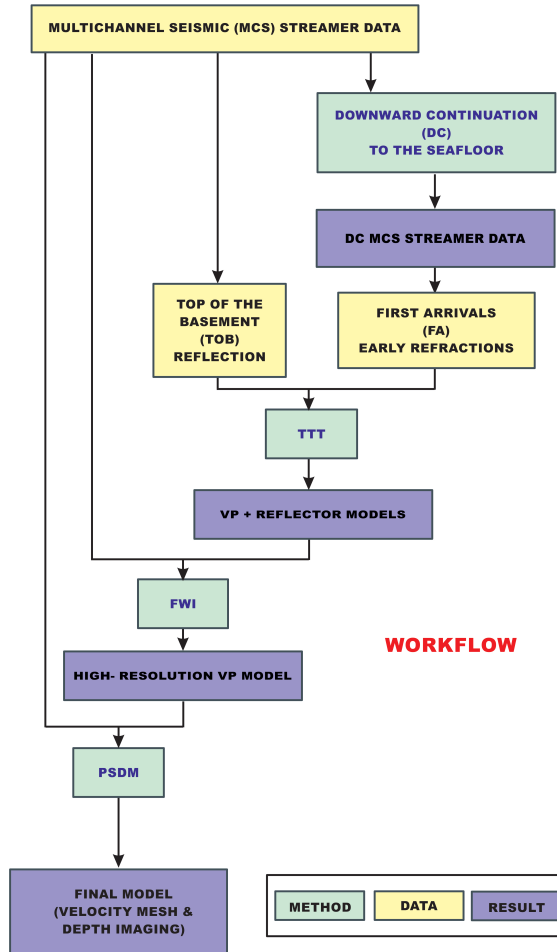 MULTICHANNEL SEISMIC (MCS) STREAMER DATA
DOWNWARD CONTINUATION
(DC)
TO THE SEAFLOOR
DC MCS STREAMER DATA
TOP OF THE
BASEMENT
(TOB)
REFLECTION
FIRST ARRIVALS
(FA)
EARLY REFRACTIONS
TTT
VP + REFLECTOR MODELS
FWI
WORKFLOW
HIGH- RESOLUTION VP MODEL
PSDM
FINAL MODEL
(VELOCITY MESH &
DEPTH IMAGING)
METHOD
DATA
RESULT